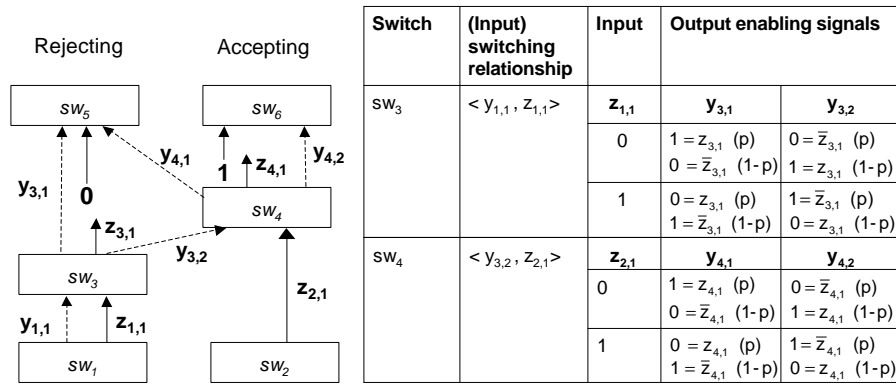 Rejecting Accepting
sw₅ sw₆
y₄,₁ 1 z₄,₁ y₄,₂
y₃,₁ 0
sw₄
z₃,₁
y₃,₂
sw₃ z₂,₁
y₁,₁ z₁,₁
sw₁ sw₂
Switch (Input) switching relationship Input Output enabling signals
sw₃ < y₁,₁ , z₁,₁> z₁,₁ y₃,₁ y₃,₂
0 1 = z₃,₁ (p) 0 = z̅₃,₁ (p)
0 = z̅₃,₁ (1-p) 1 = z₃,₁ (1-p)
1 0 = z₃,₁ (p) 1 = z̅₃,₁ (p)
1 = z̅₃,₁ (1-p) 0 = z₃,₁ (1-p)
sw₄ < y₃,₂ , z₂,₁> z₂,₁ y₄,₁ y₄,₂
0 1 = z₄,₁ (p) 0 = z̅₄,₁ (p)
0 = z̅₄,₁ (1-p) 1 = z₄,₁ (1-p)
1 0 = z₄,₁ (p) 1 = z̅₄,₁ (p)
1 = z̅₄,₁ (1-p) 0 = z₄,₁ (1-p)